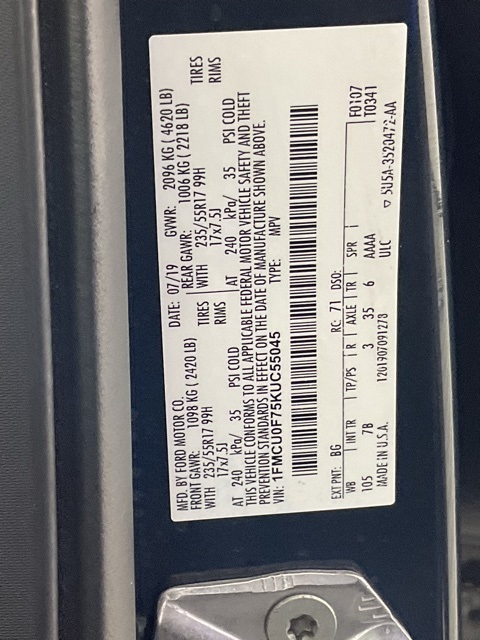 MFD. BY FORD MOTOR CO.
DATE: 07/19 GVWR: 2096 KG ( 4620 LB)
FRONT GAWR: 1098 KG ( 2420 LB) REAR GAWR: 1006 KG ( 2218 LB)
WITH 235/55R17 99H TIRES WITH 235/55R17 99H TIRES
17x7.5J RIMS 17x7.5J RIMS
AT 240 kPa/ 35 PSI COLD AT 240 kPa/ 35 PSI COLD
THIS VEHICLE CONFORMS TO ALL APPLICABLE FEDERAL MOTOR VEHICLE SAFETY AND THEFT
PREVENTION STANDARDS IN EFFECT ON THE DATE OF MANUFACTURE SHOWN ABOVE.
VIN: 1FMCU0F75KUC55045 TYPE: MPV
F0107
T0341
EXT PNT: BG RC: 71 DSO:
WB INT TR TP/PS R AXLE TR SPR
105 7B 3 35 6 AAAA
MADE IN U.S.A. 1201907091278 ULC
5U5A-3520472-AA